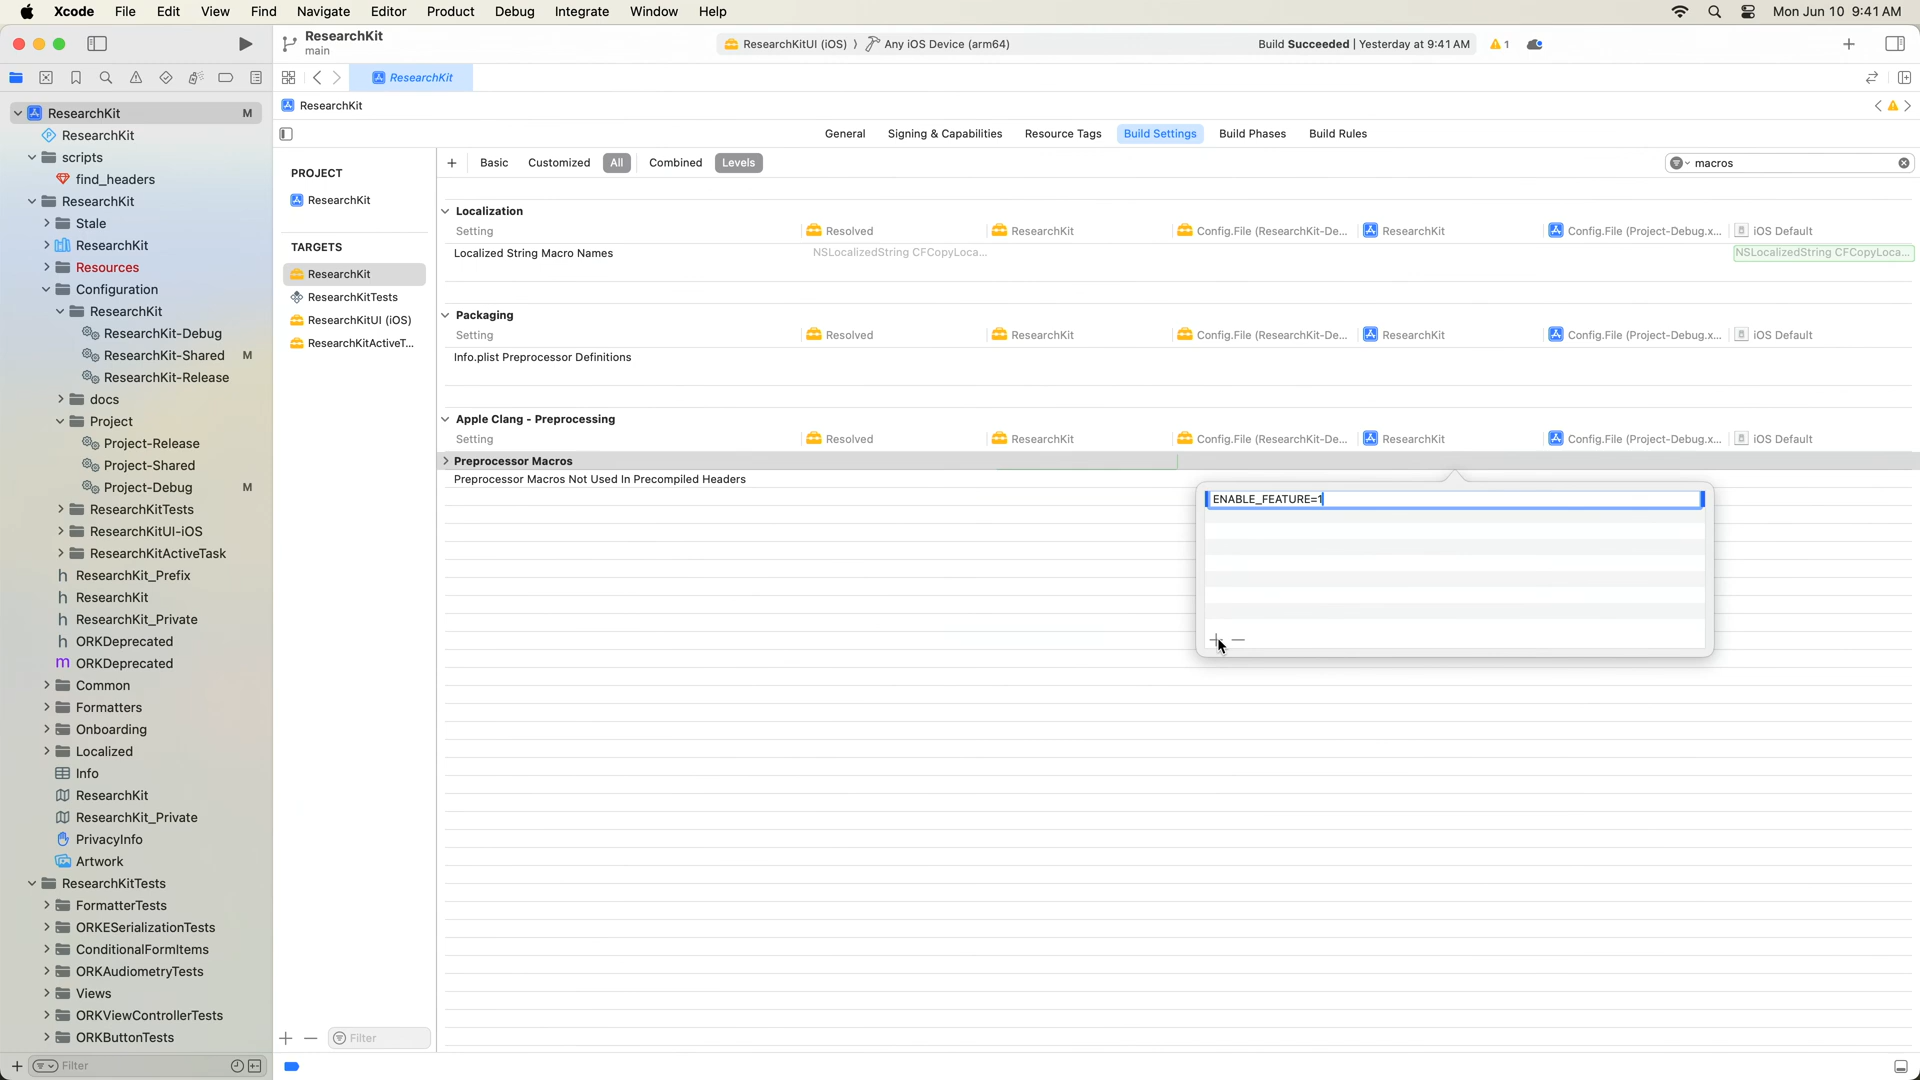 Xcode File Edit View Find Navigate Editor Product Debug Integrate Window Help Mon Jun 10 9:41 AM
ResearchKit
main
ResearchKitUI (iOS) Any iOS Device (arm64) Build Succeeded | Yesterday at 9:41 AM 1
ResearchKit
ResearchKit
General Signing & Capabilities Resource Tags Build Settings Build Phases Build Rules
Basic Customized All Combined Levels macros
ResearchKit M
ResearchKit
scripts
find_headers
ResearchKit
Stale
ResearchKit
Resources
Configuration
ResearchKit
ResearchKit-Debug
ResearchKit-Shared M
ResearchKit-Release
docs
Project
Project-Release
Project-Shared
Project-Debug M
ResearchKitTests
ResearchKitUI-iOS
ResearchKitActiveTask
ResearchKit_Prefix
ResearchKit
ResearchKit_Private
ORKDeprecated
ORKDeprecated
Common
Formatters
Onboarding
Localized
Info
ResearchKit
ResearchKit_Private
PrivacyInfo
Artwork
ResearchKitTests
FormatterTests
ORKESerializationTests
ConditionalFormItems
ORKAudiometryTests
Views
ORKViewControllerTests
ORKButtonTests
Filter
PROJECT
ResearchKit
TARGETS
ResearchKit
ResearchKitTests
ResearchKitUI (iOS)
ResearchKitActiveT...
Filter
Localization
Setting Resolved ResearchKit Config.File (ResearchKit-De... ResearchKit Config.File (Project-Debug.x... iOS Default
Localized String Macro Names NSLocalizedString CFCopyLoca... NSLocalizedString CFCopyLoca...
Packaging
Setting Resolved ResearchKit Config.File (ResearchKit-De... ResearchKit Config.File (Project-Debug.x... iOS Default
Info.plist Preprocessor Definitions
Apple Clang - Preprocessing
Setting Resolved ResearchKit Config.File (ResearchKit-De... ResearchKit Config.File (Project-Debug.x... iOS Default
Preprocessor Macros
Preprocessor Macros Not Used In Precompiled Headers
ENABLE_FEATURE=1